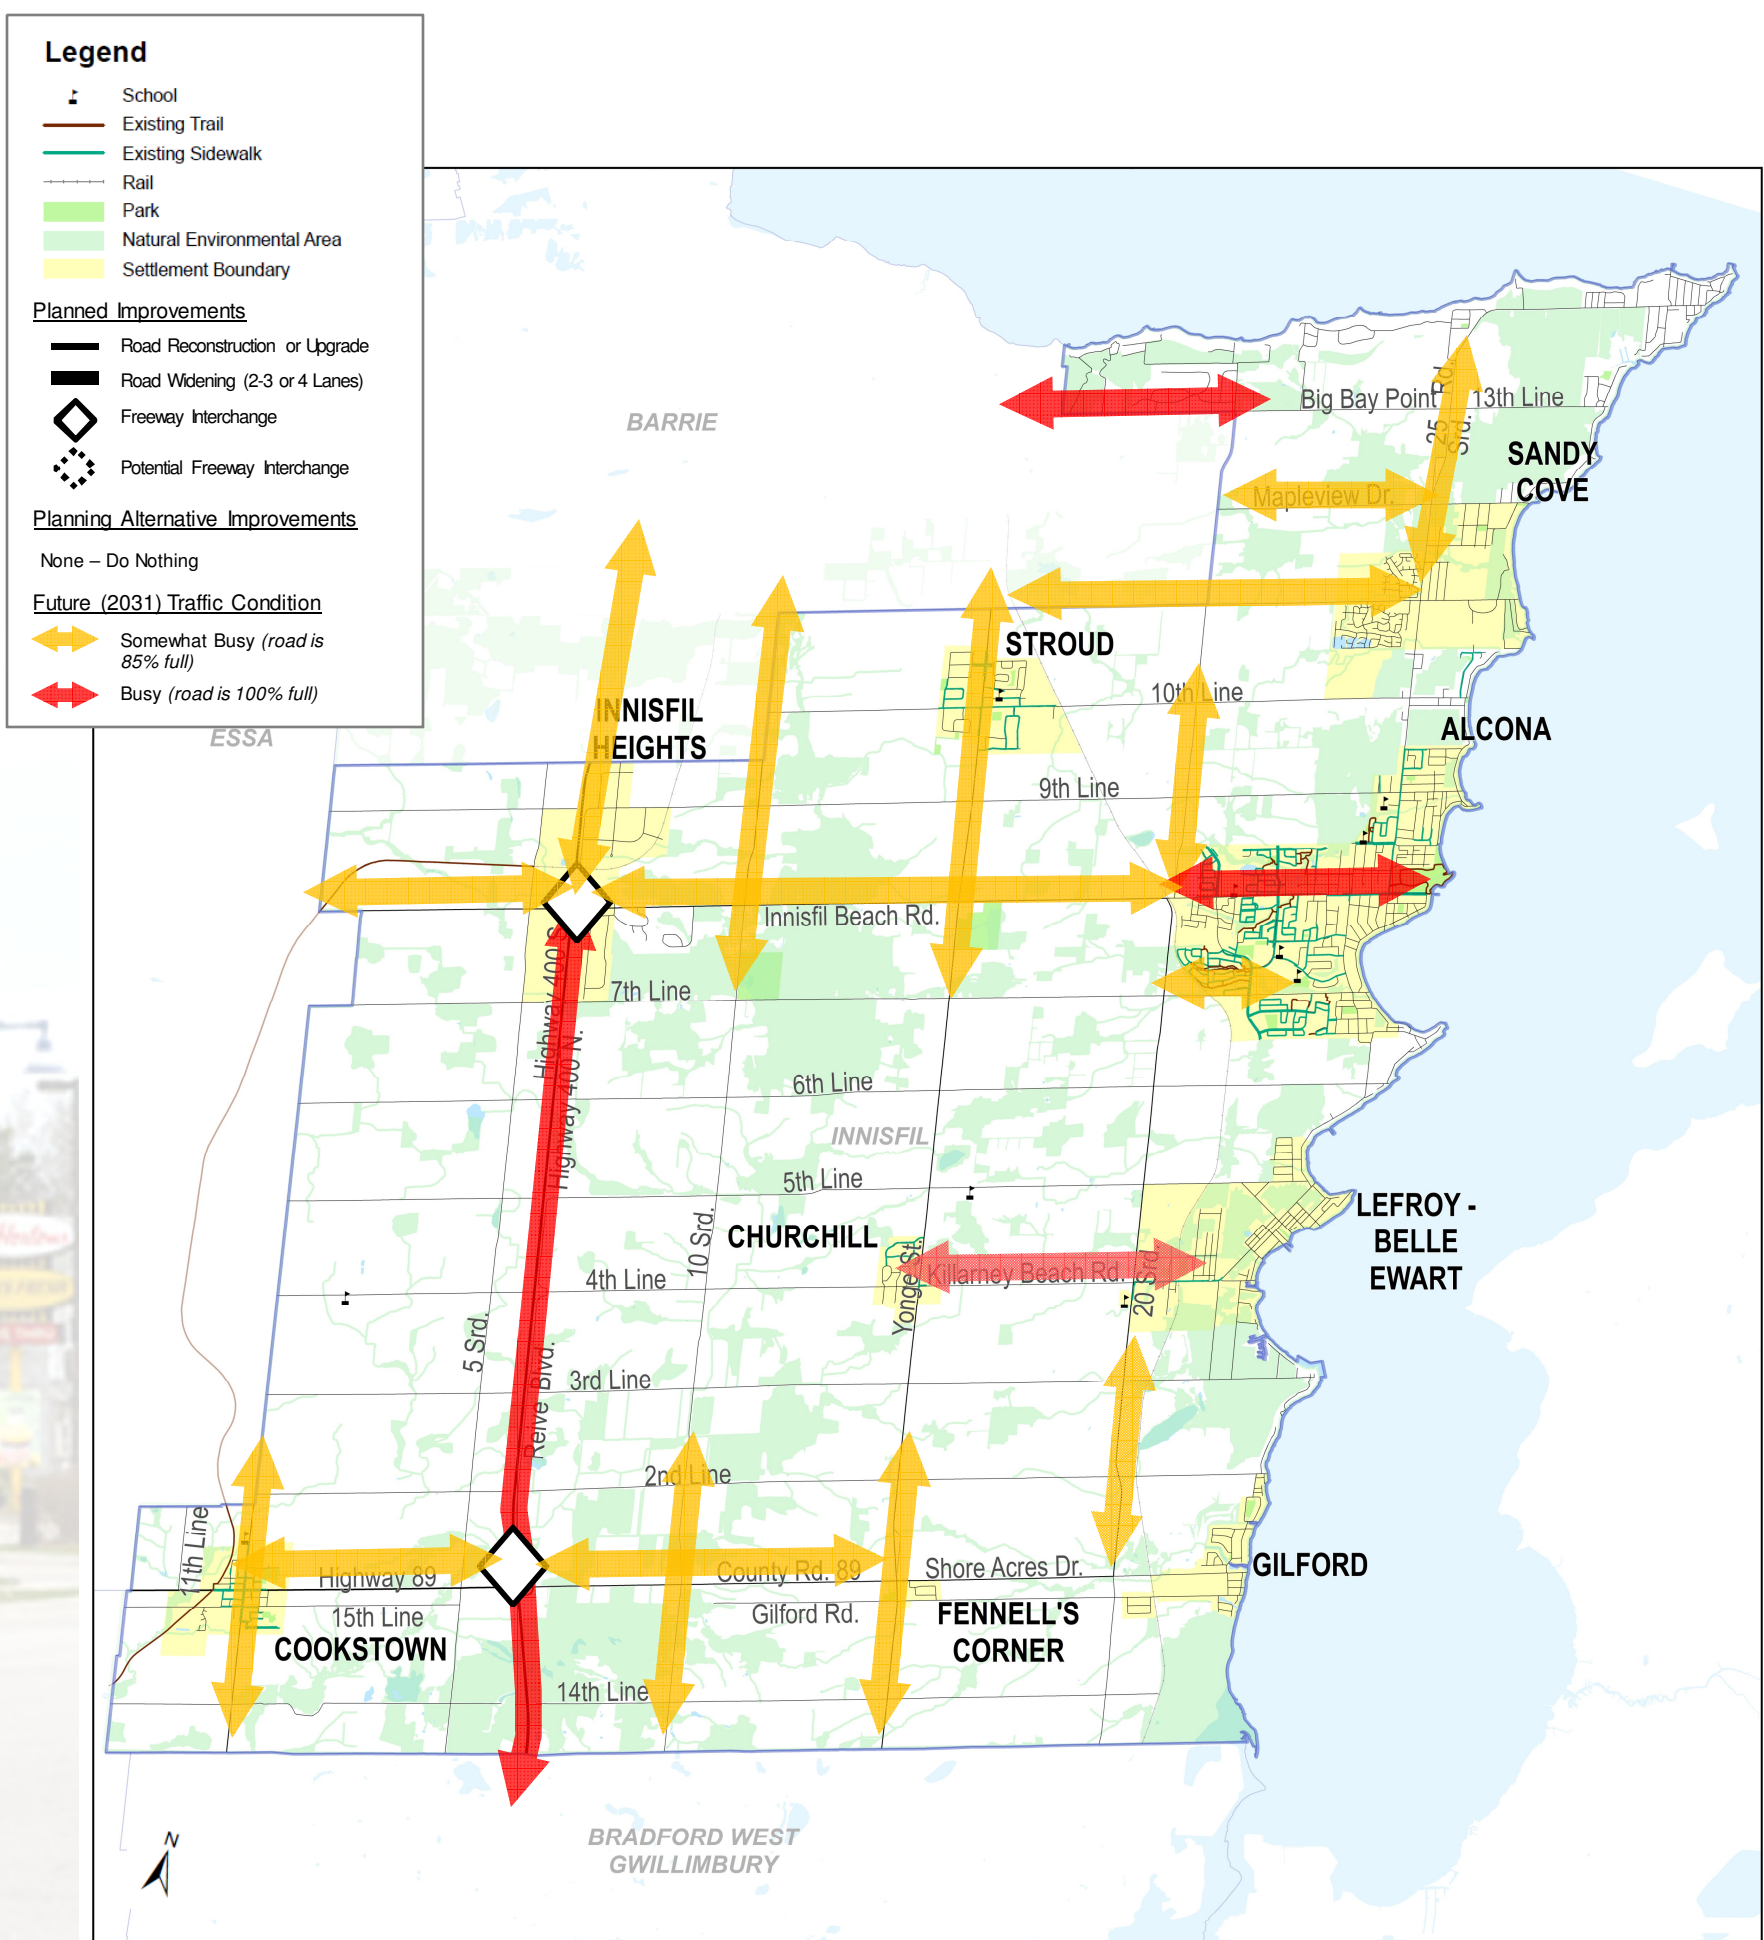 Legend
School
Existing Trail
Existing Sidewalk
Rail
Park
Natural Environmental Area
Settlement Boundary
Planned Improvements
Road Reconstruction or Upgrade
Road Widening (2-3 or 4 Lanes)
Freeway Interchange
Potential Freeway Interchange
Planning Alternative Improvements
None – Do Nothing
Future (2031) Traffic Condition
Somewhat Busy (road is
85% full)
Busy (road is 100% full)
BARRIE
Big Bay Point Rd.
13th Line
25 Srd.
SANDY
COVE
Mapleview Dr.
STROUD
10th Line
INNISFIL
HEIGHTS
ESSA
ALCONA
9th Line
Innisfil Beach Rd.
Highway 400 S.
7th Line
Highway 400 N.
6th Line
INNISFIL
5th Line
10 Srd.
CHURCHILL
LEFROY -
BELLE
EWART
4th Line
Yonge St.
Killarney Beach Rd.
20 Srd.
5 Srd.
Reive Blvd.
3rd Line
2nd Line
11th Line
Highway 89
County Rd. 89
Shore Acres Dr.
GILFORD
15th Line
Gilford Rd.
FENNELL'S
CORNER
COOKSTOWN
14th Line
BRADFORD WEST
GWILLIMBURY
N